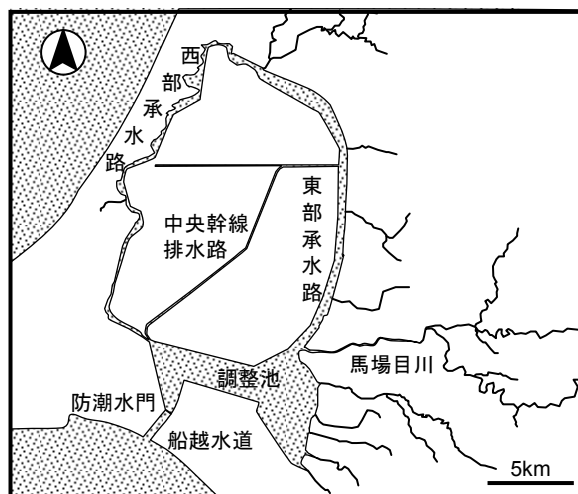 西部承水路
中央幹線
排水路
東部承水路
馬場目川
調整池
防潮水門
船越水道
5km